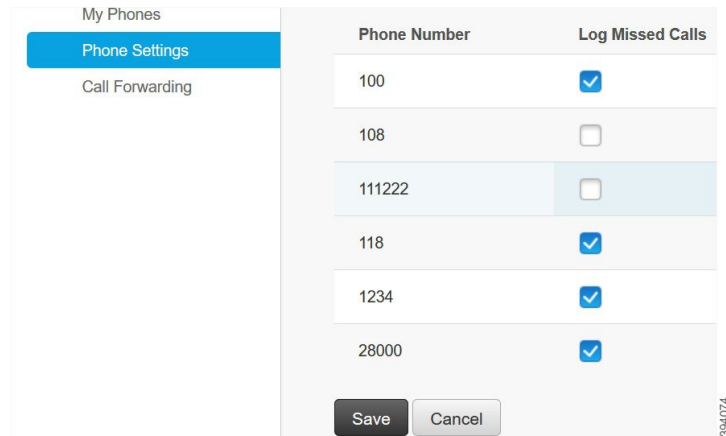 My Phones
Phone Settings
Call Forwarding
Phone Number Log Missed Calls
100
108
111222
118
1234
28000
Save Cancel
394074